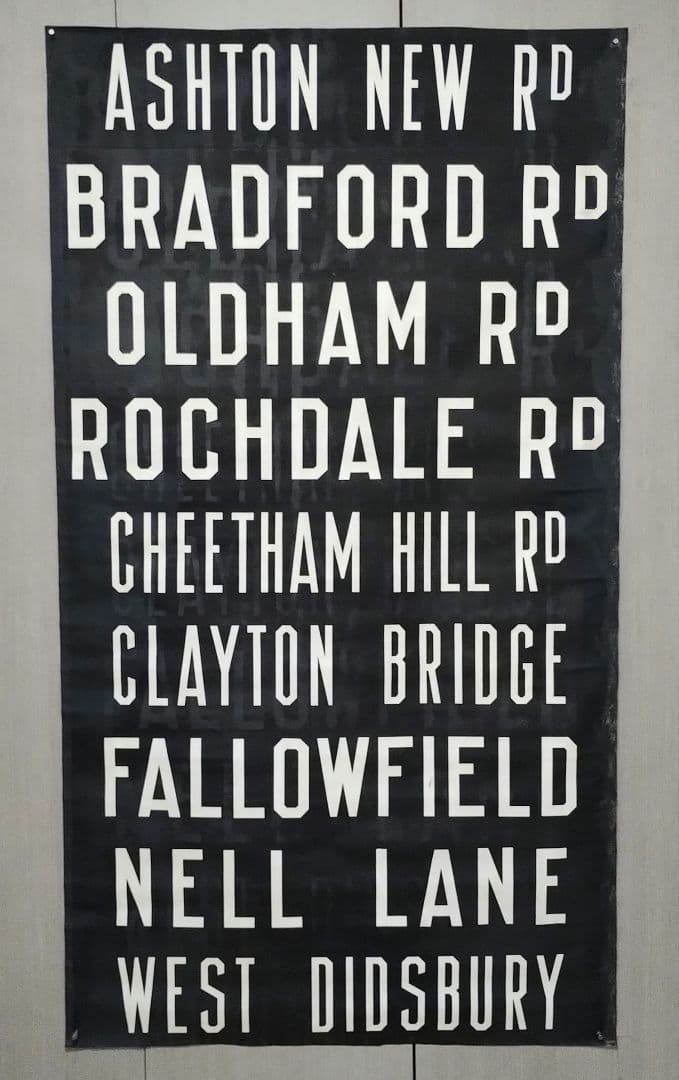 ASHTON NEW RD
BRADFORD RD
OLDHAM RD
ROCHDALE RD
CHEETHAM HILL RD
CLAYTON BRIDGE
FALLOWFIELD
NELL LANE
WEST DIDSBURY